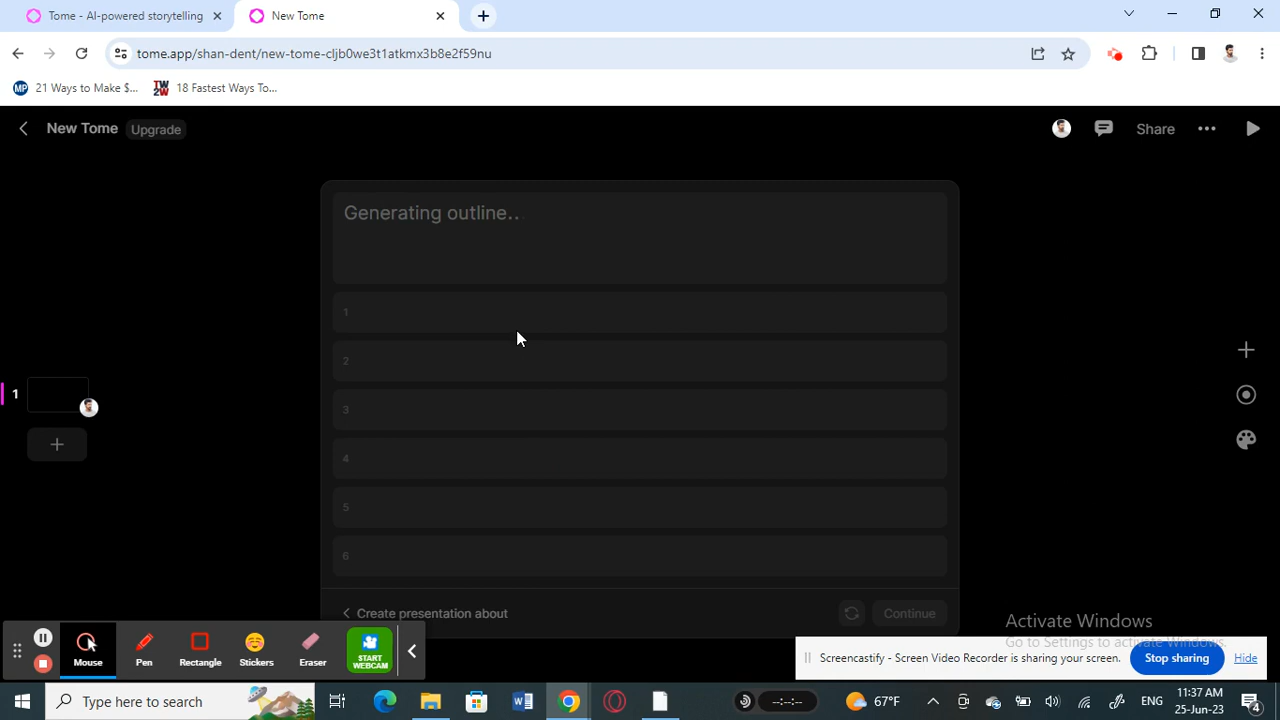 Tome - AI-powered storytelling
New Tome
tome.app/shan-dent/new-tome-cljb0we3t1atkmx3b8e2f59nu
MP 21 Ways to Make $...
TW2W 18 Fastest Ways To...
New Tome
Upgrade
Share
Generating outline..
1
2
3
4
5
6
1
Create presentation about
Continue
Activate Windows
Go to Settings to activate Windows.
Screencastify - Screen Video Recorder is sharing your screen.
Stop sharing
Hide
Mouse
Pen
Rectangle
Stickers
Eraser
START
WEBCAM
Type here to search
--:--:--
67°F
ENG
11:37 AM
25-Jun-23
4